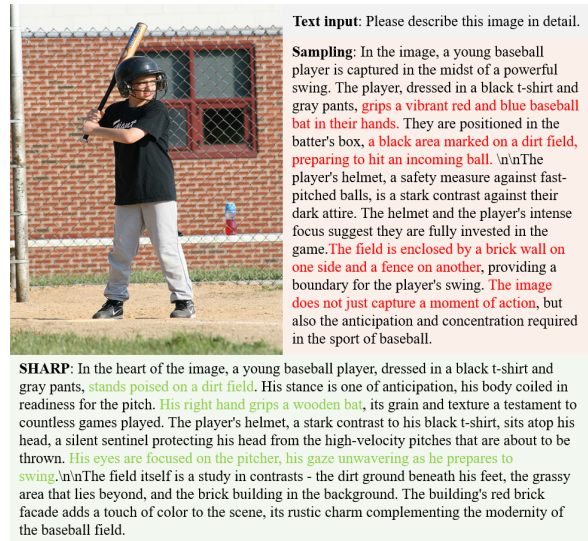 Text input: Please describe this image in detail.
Sampling: In the image, a young baseball
player is captured in the midst of a powerful
swing. The player, dressed in a black t-shirt and
gray pants, grips a vibrant red and blue baseball
bat in their hands. They are positioned in the
batter's box, a black area marked on a dirt field,
preparing to hit an incoming ball. \n\nThe
player's helmet, a safety measure against fast-
pitched balls, is a stark contrast against their
dark attire. The helmet and the player's intense
focus suggest they are fully invested in the
game.The field is enclosed by a brick wall on
one side and a fence on another, providing a
boundary for the player's swing. The image
does not just capture a moment of action, but
also the anticipation and concentration required
in the sport of baseball.
SHARP: In the heart of the image, a young baseball player, dressed in a black t-shirt and
gray pants, stands poised on a dirt field. His stance is one of anticipation, his body coiled in
readiness for the pitch. His right hand grips a wooden bat, its grain and texture a testament to
countless games played. The player's helmet, a stark contrast to his black t-shirt, sits atop his
head, a silent sentinel protecting his head from the high-velocity pitches that are about to be
thrown. His eyes are focused on the pitcher, his gaze unwavering as he prepares to
swing.\n\nThe field itself is a study in contrasts - the dirt ground beneath his feet, the grassy
area that lies beyond, and the brick building in the background. The building's red brick
facade adds a touch of color to the scene, its rustic charm complementing the modernity of
the baseball field.